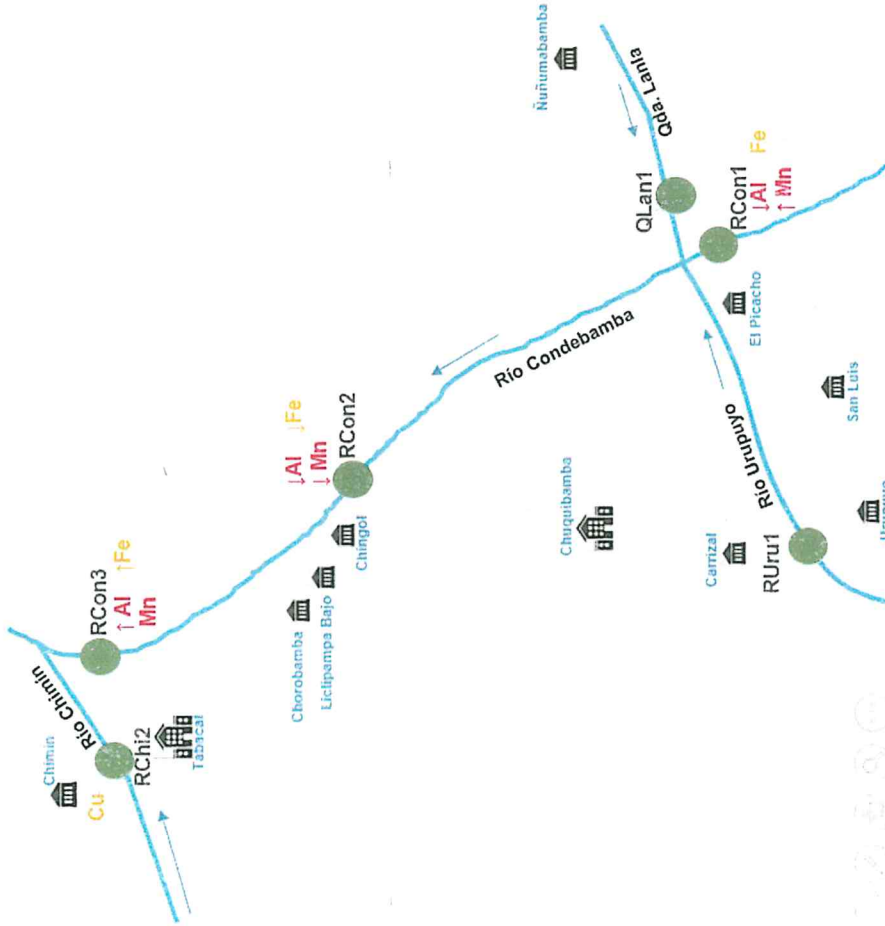 Ñuñumabamba
Qda. Lanla
QLan1
RCon1 Fe
↓Al
↑ Mn
El Picacho
Río Condebamba
Río Urupuyo
San Luis
RUru1
Carrizal
Chuquibamba
↓Al ↓Fe
↓ Mn
RCon2
Chingol
Liclipampa Bajo
Chorobamba
RCon3
↑ Al ↑Fe
Mn
Río Chimín
Chimin
Cu
RChi2
Tabacal